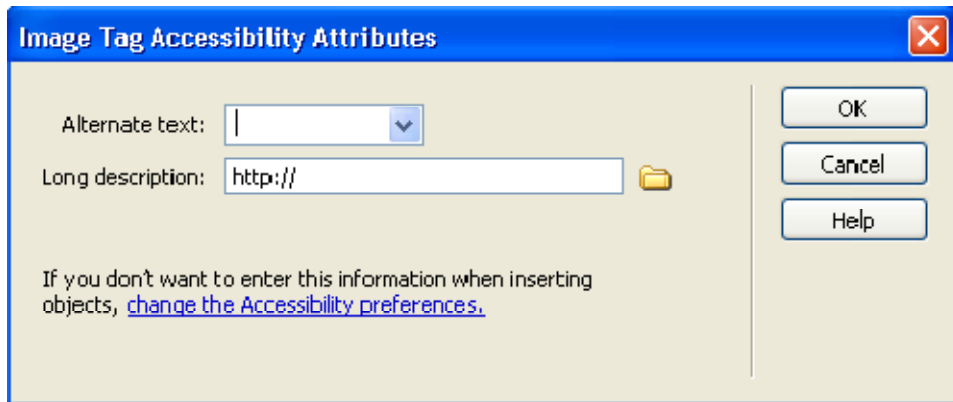 Image Tag Accessibility Attributes
Alternate text:
OK
Long description: http://
Cancel
Help
If you don't want to enter this information when inserting
objects, change the Accessibility preferences.